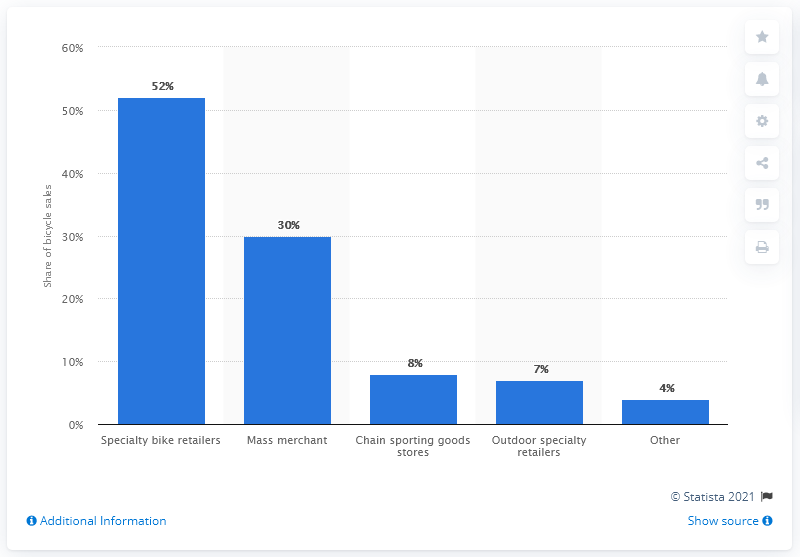 60%
50%
40%
30%
20%
10%
0%
Share of bicycle sales
52%
30%
8%
7%
4%
Specialty bike retailers
Mass merchant
Chain sporting goods
stores
Outdoor specialty
retailers
Other
© Statista 2021
Additional Information
Show source